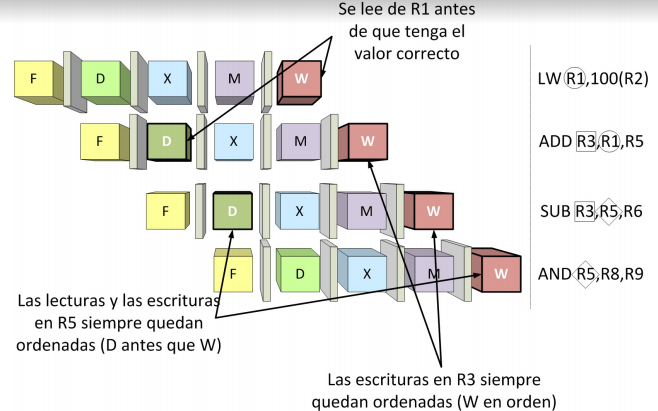 Se lee de R1 antes
de que tenga el
valor correcto
F D X M W
LW R1,100(R2)
F D X M W
ADD R3,R1,R5
F D X M W
SUB R3,R5,R6
F D X M W
AND R5,R8,R9
Las lecturas y las escrituras
en R5 siempre quedan
ordenadas (D antes que W)
Las escrituras en R3 siempre
quedan ordenadas (W en orden)